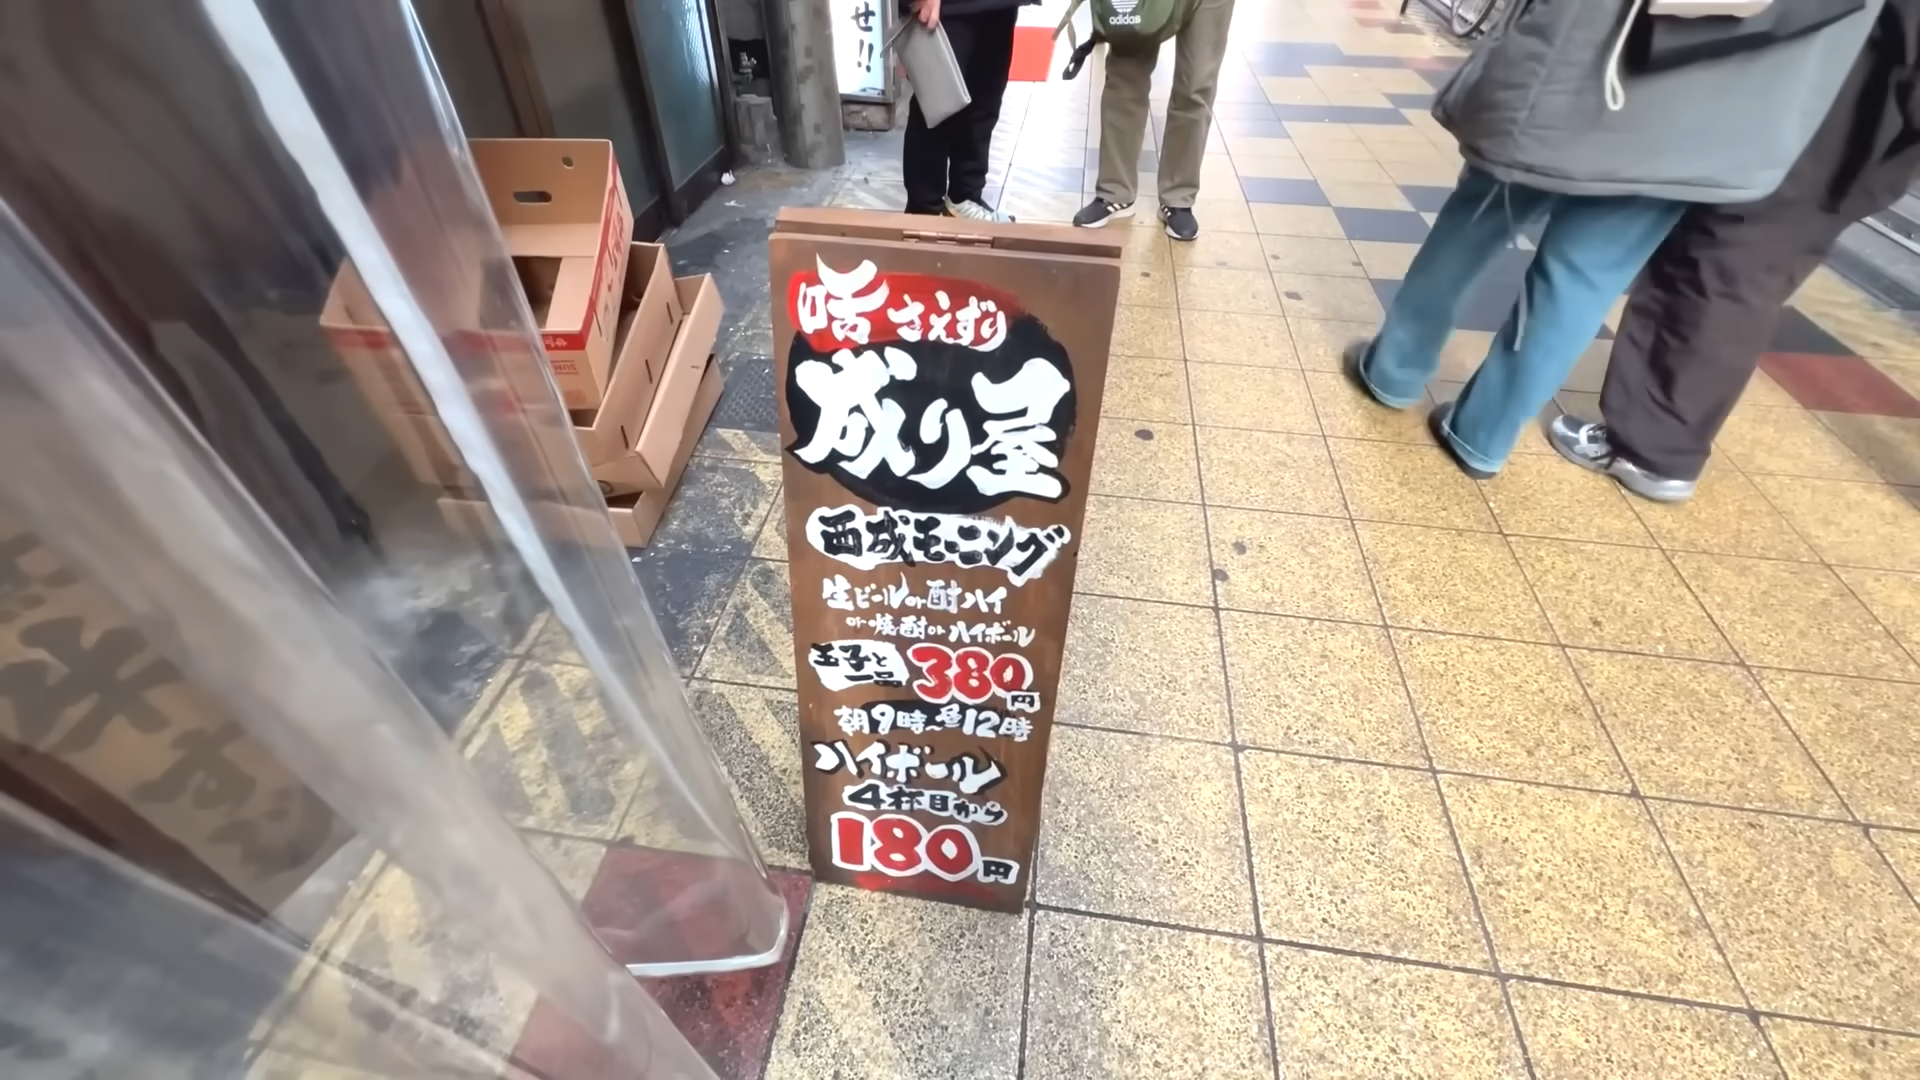 せ!!
adidas
さえずり
成り屋
西成モーニング
生ビールor酎ハイ
or焼酎orハイボール
玉子と一品
380円
朝9時~昼12時
ハイボール
4杯目から
180円